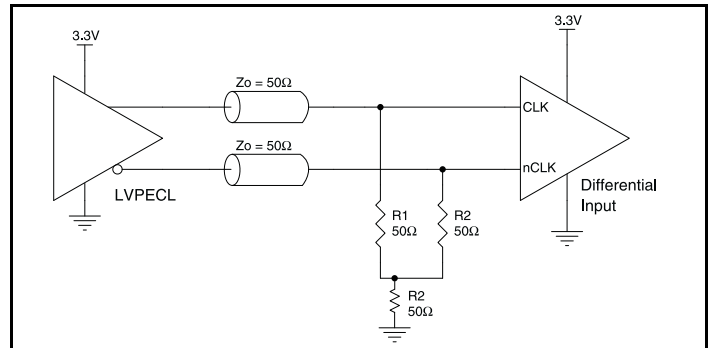 3.3V
3.3V
Zo = 50Ω
CLK
Zo = 50Ω
nCLK
LVPECL
Differential
Input
R1
50Ω
R2
50Ω
R2
50Ω